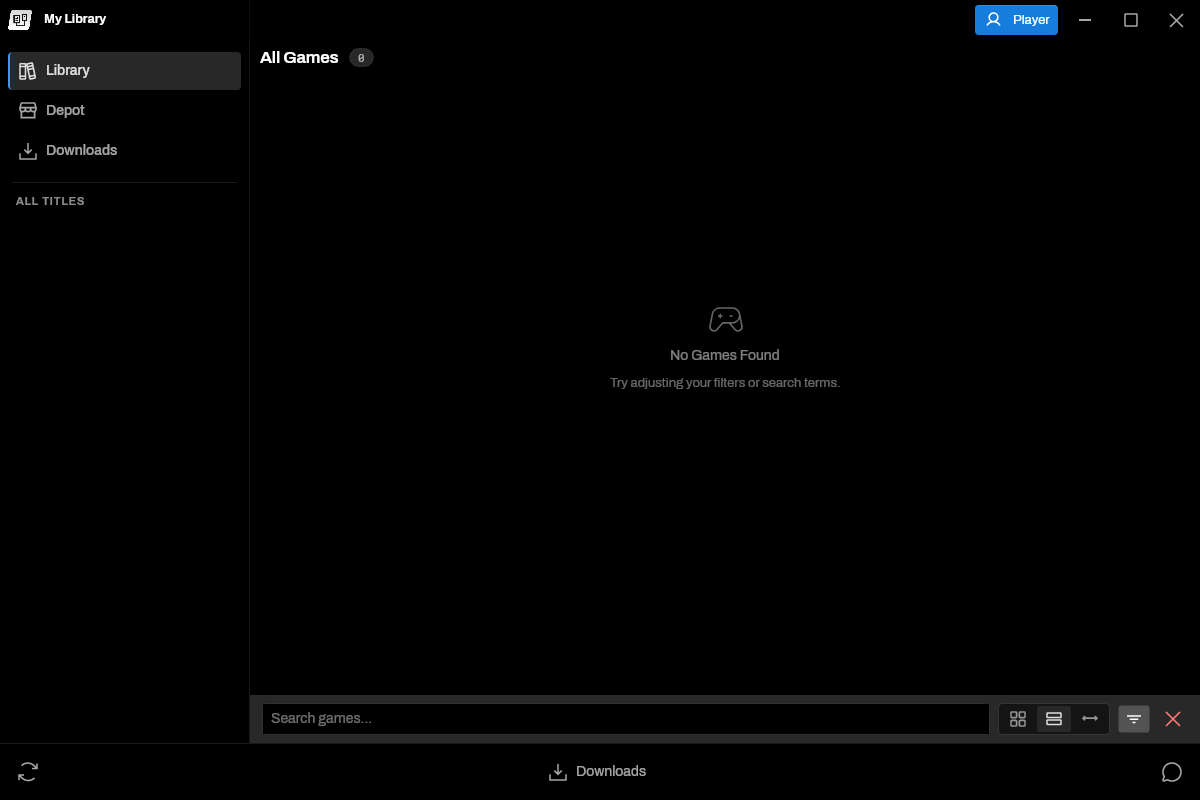 My Library
Player
Library
Depot
Downloads
ALL TITLES
All Games 0
No Games Found
Try adjusting your filters or search terms.
Search games...
Downloads